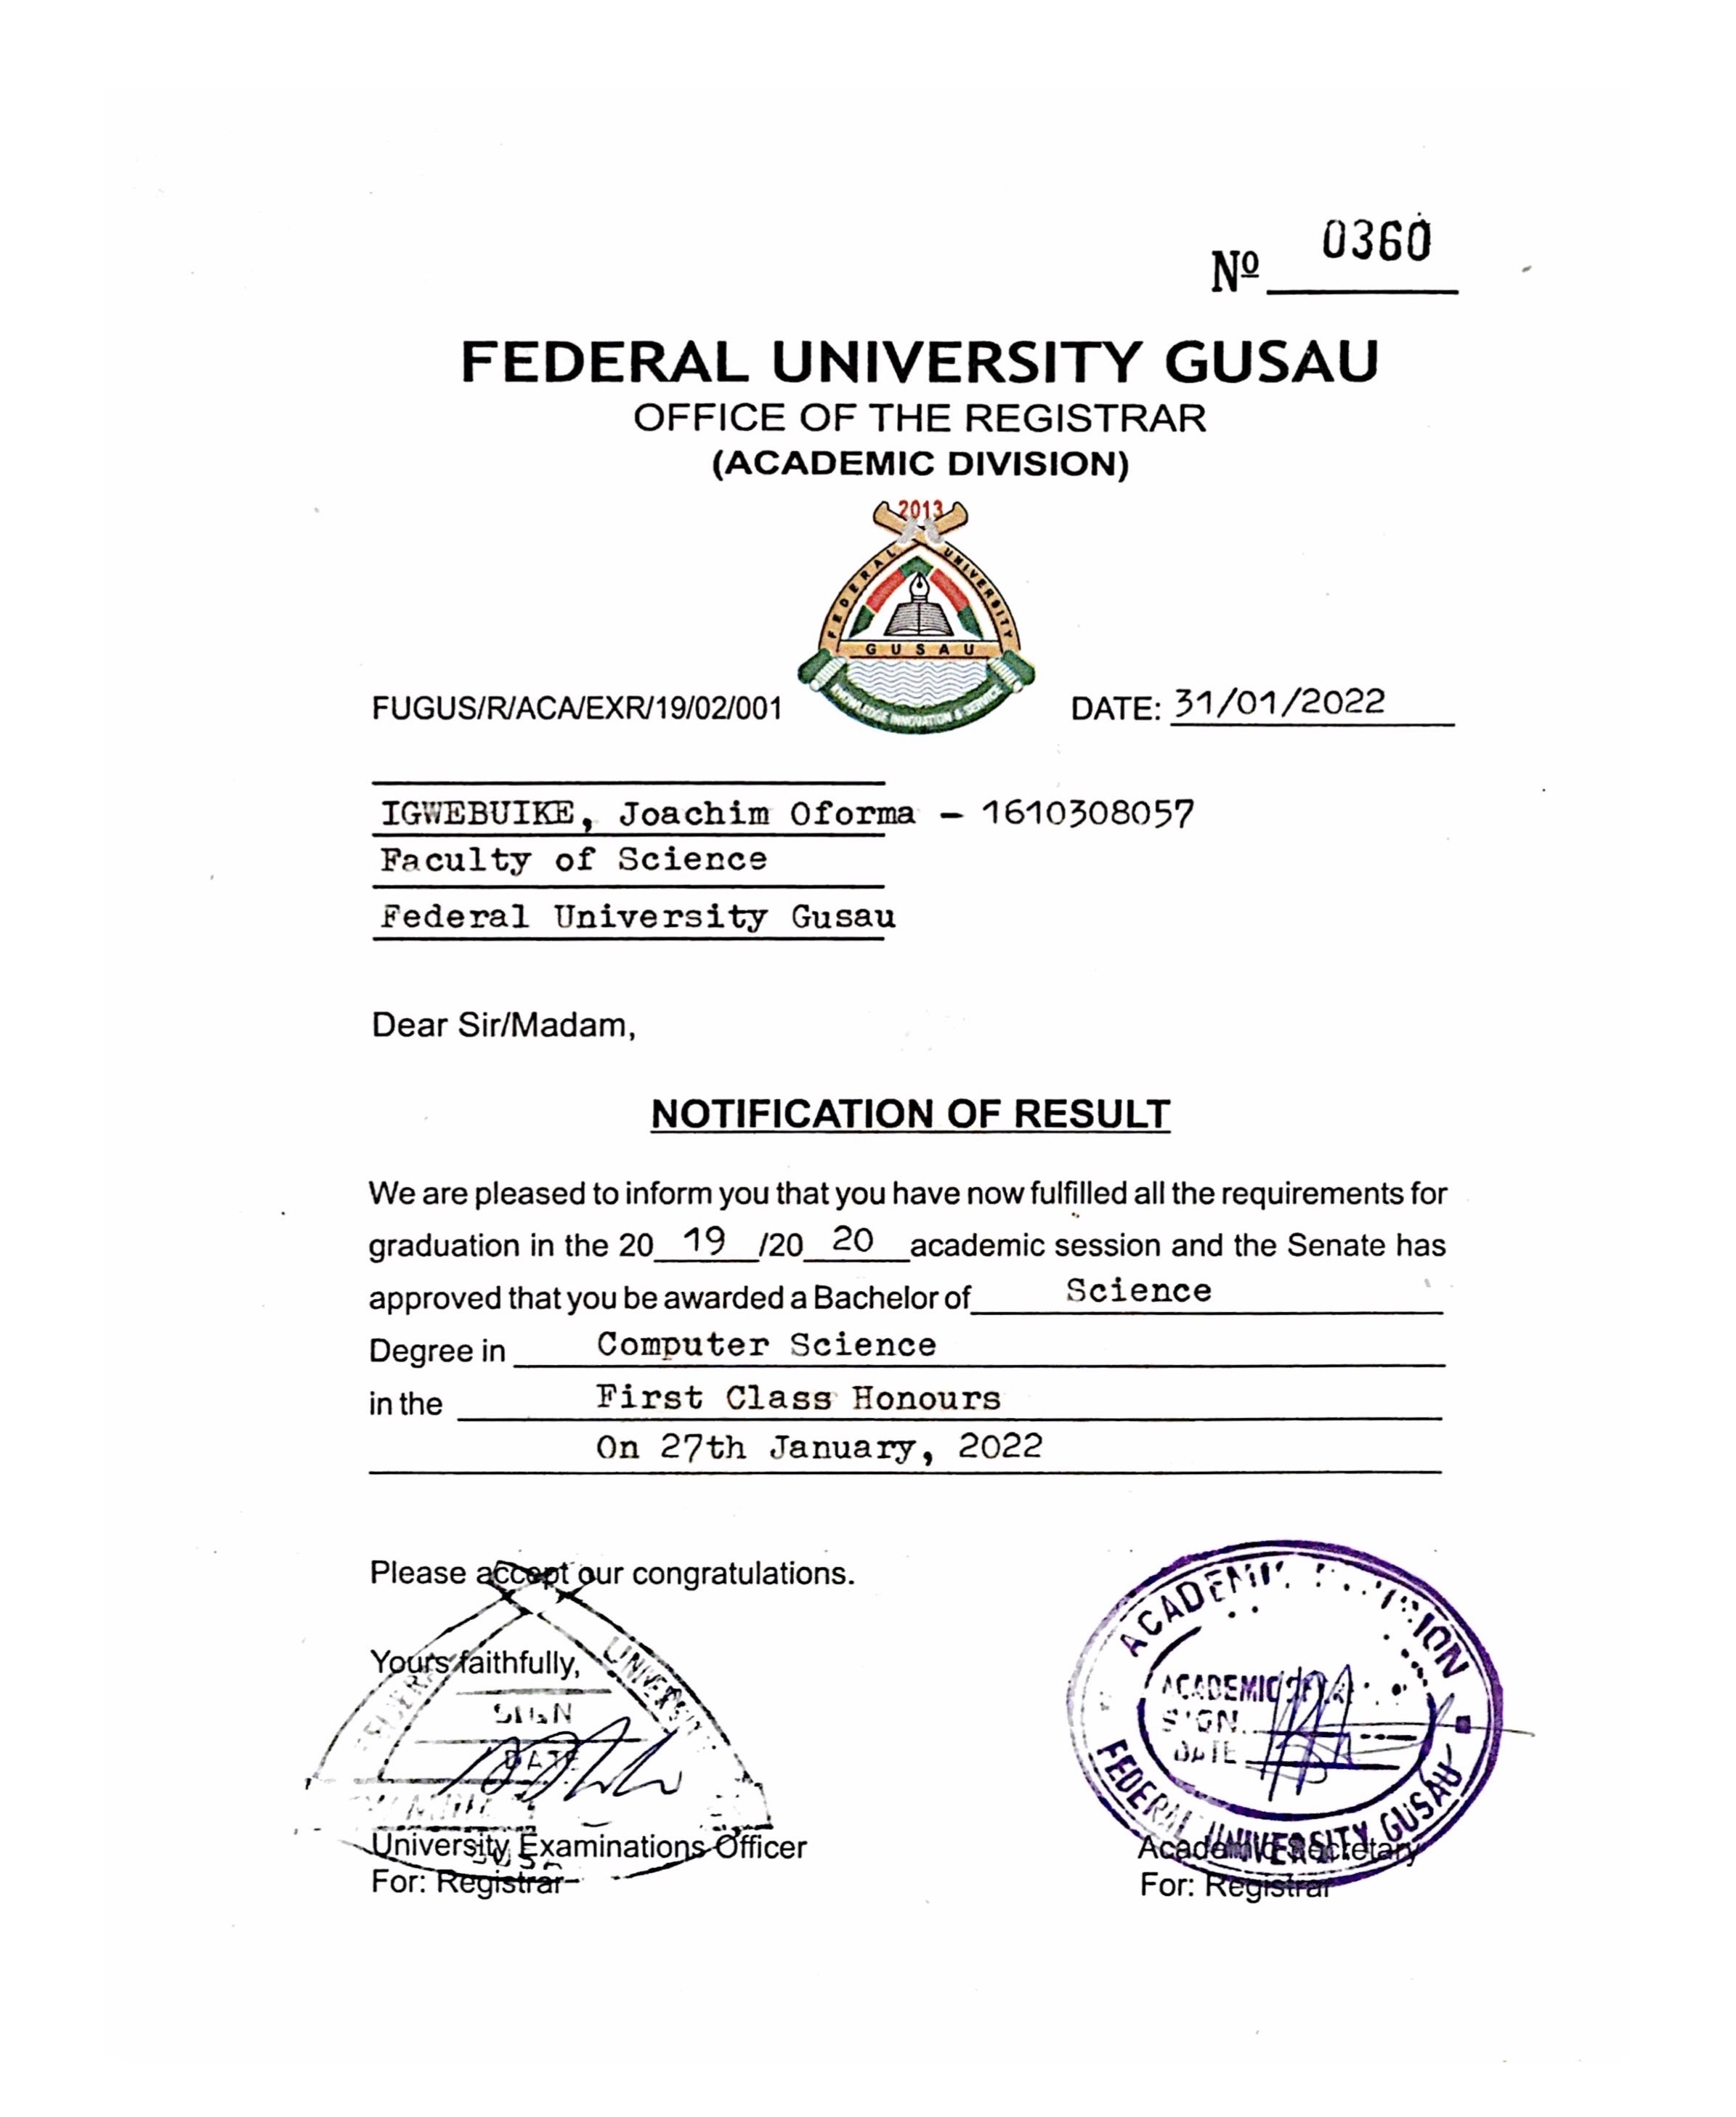 Nº 0360
FEDERAL UNIVERSITY GUSAU
OFFICE OF THE REGISTRAR
(ACADEMIC DIVISION)
2013
FEDERAL UNIVERSITY
GUSAU
KNOWLEDGE INNOVATION & SERVICE
FUGUS/R/ACA/EXR/19/02/001 DATE: 31/01/2022
IGWEBUIKE, Joachim Oforma - 1610308057
Faculty of Science
Federal University Gusau
Dear Sir/Madam,
NOTIFICATION OF RESULT
We are pleased to inform you that you have now fulfilled all the requirements for
graduation in the 20 19 /20 20 academic session and the Senate has
approved that you be awarded a Bachelor of Science
Degree in Computer Science
in the First Class Honours
On 27th January, 2022
Please accept our congratulations.
Yours faithfully,
UNIVERSITY
SIGN
DATE
ACADEMIC
ACADEMIC
SIGN
DATE
FEDERAL UNIVERSITY GUSAU
University Examinations Officer Academic Secretary
For: Registrar For: Registrar